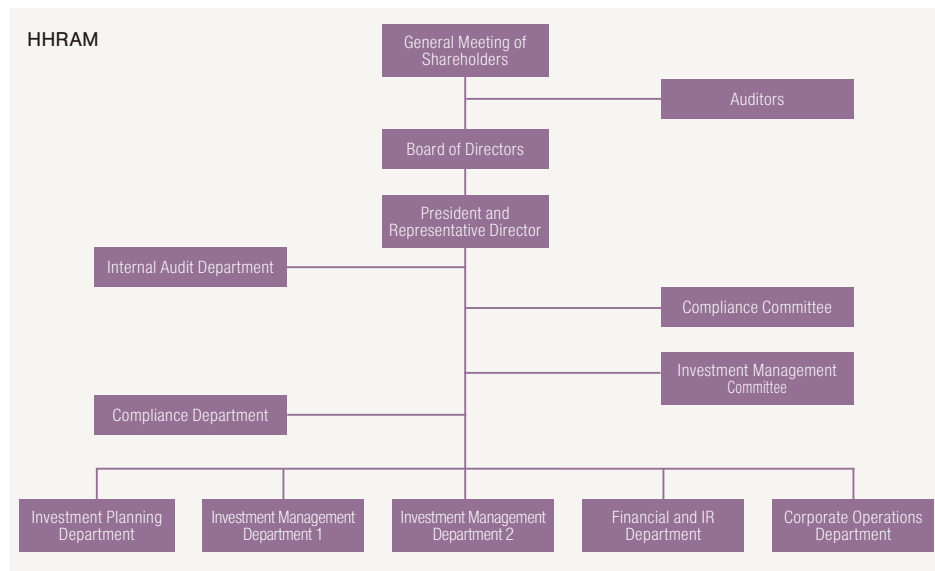 HHRAM
General Meeting of
Shareholders
Auditors
Board of Directors
President and
Representative Director
Internal Audit Department
Compliance Committee
Investment Management
Committee
Compliance Department
Investment Planning
Department
Investment Management
Department 1
Investment Management
Department 2
Financial and IR
Department
Corporate Operations
Department